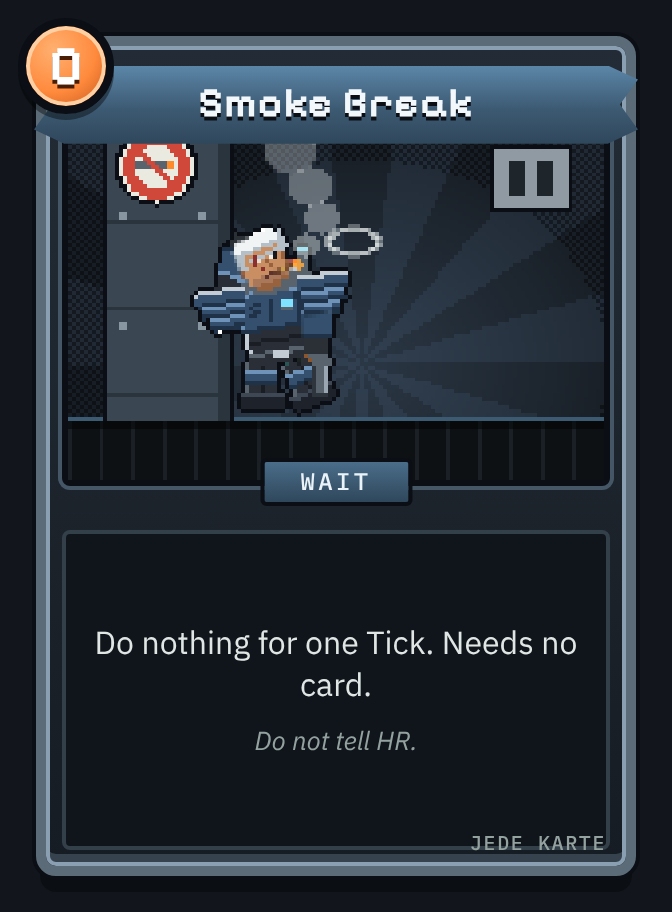 0
Smoke Break
WAIT
Do nothing for one Tick. Needs no
card.
Do not tell HR.
JEDE KARTE